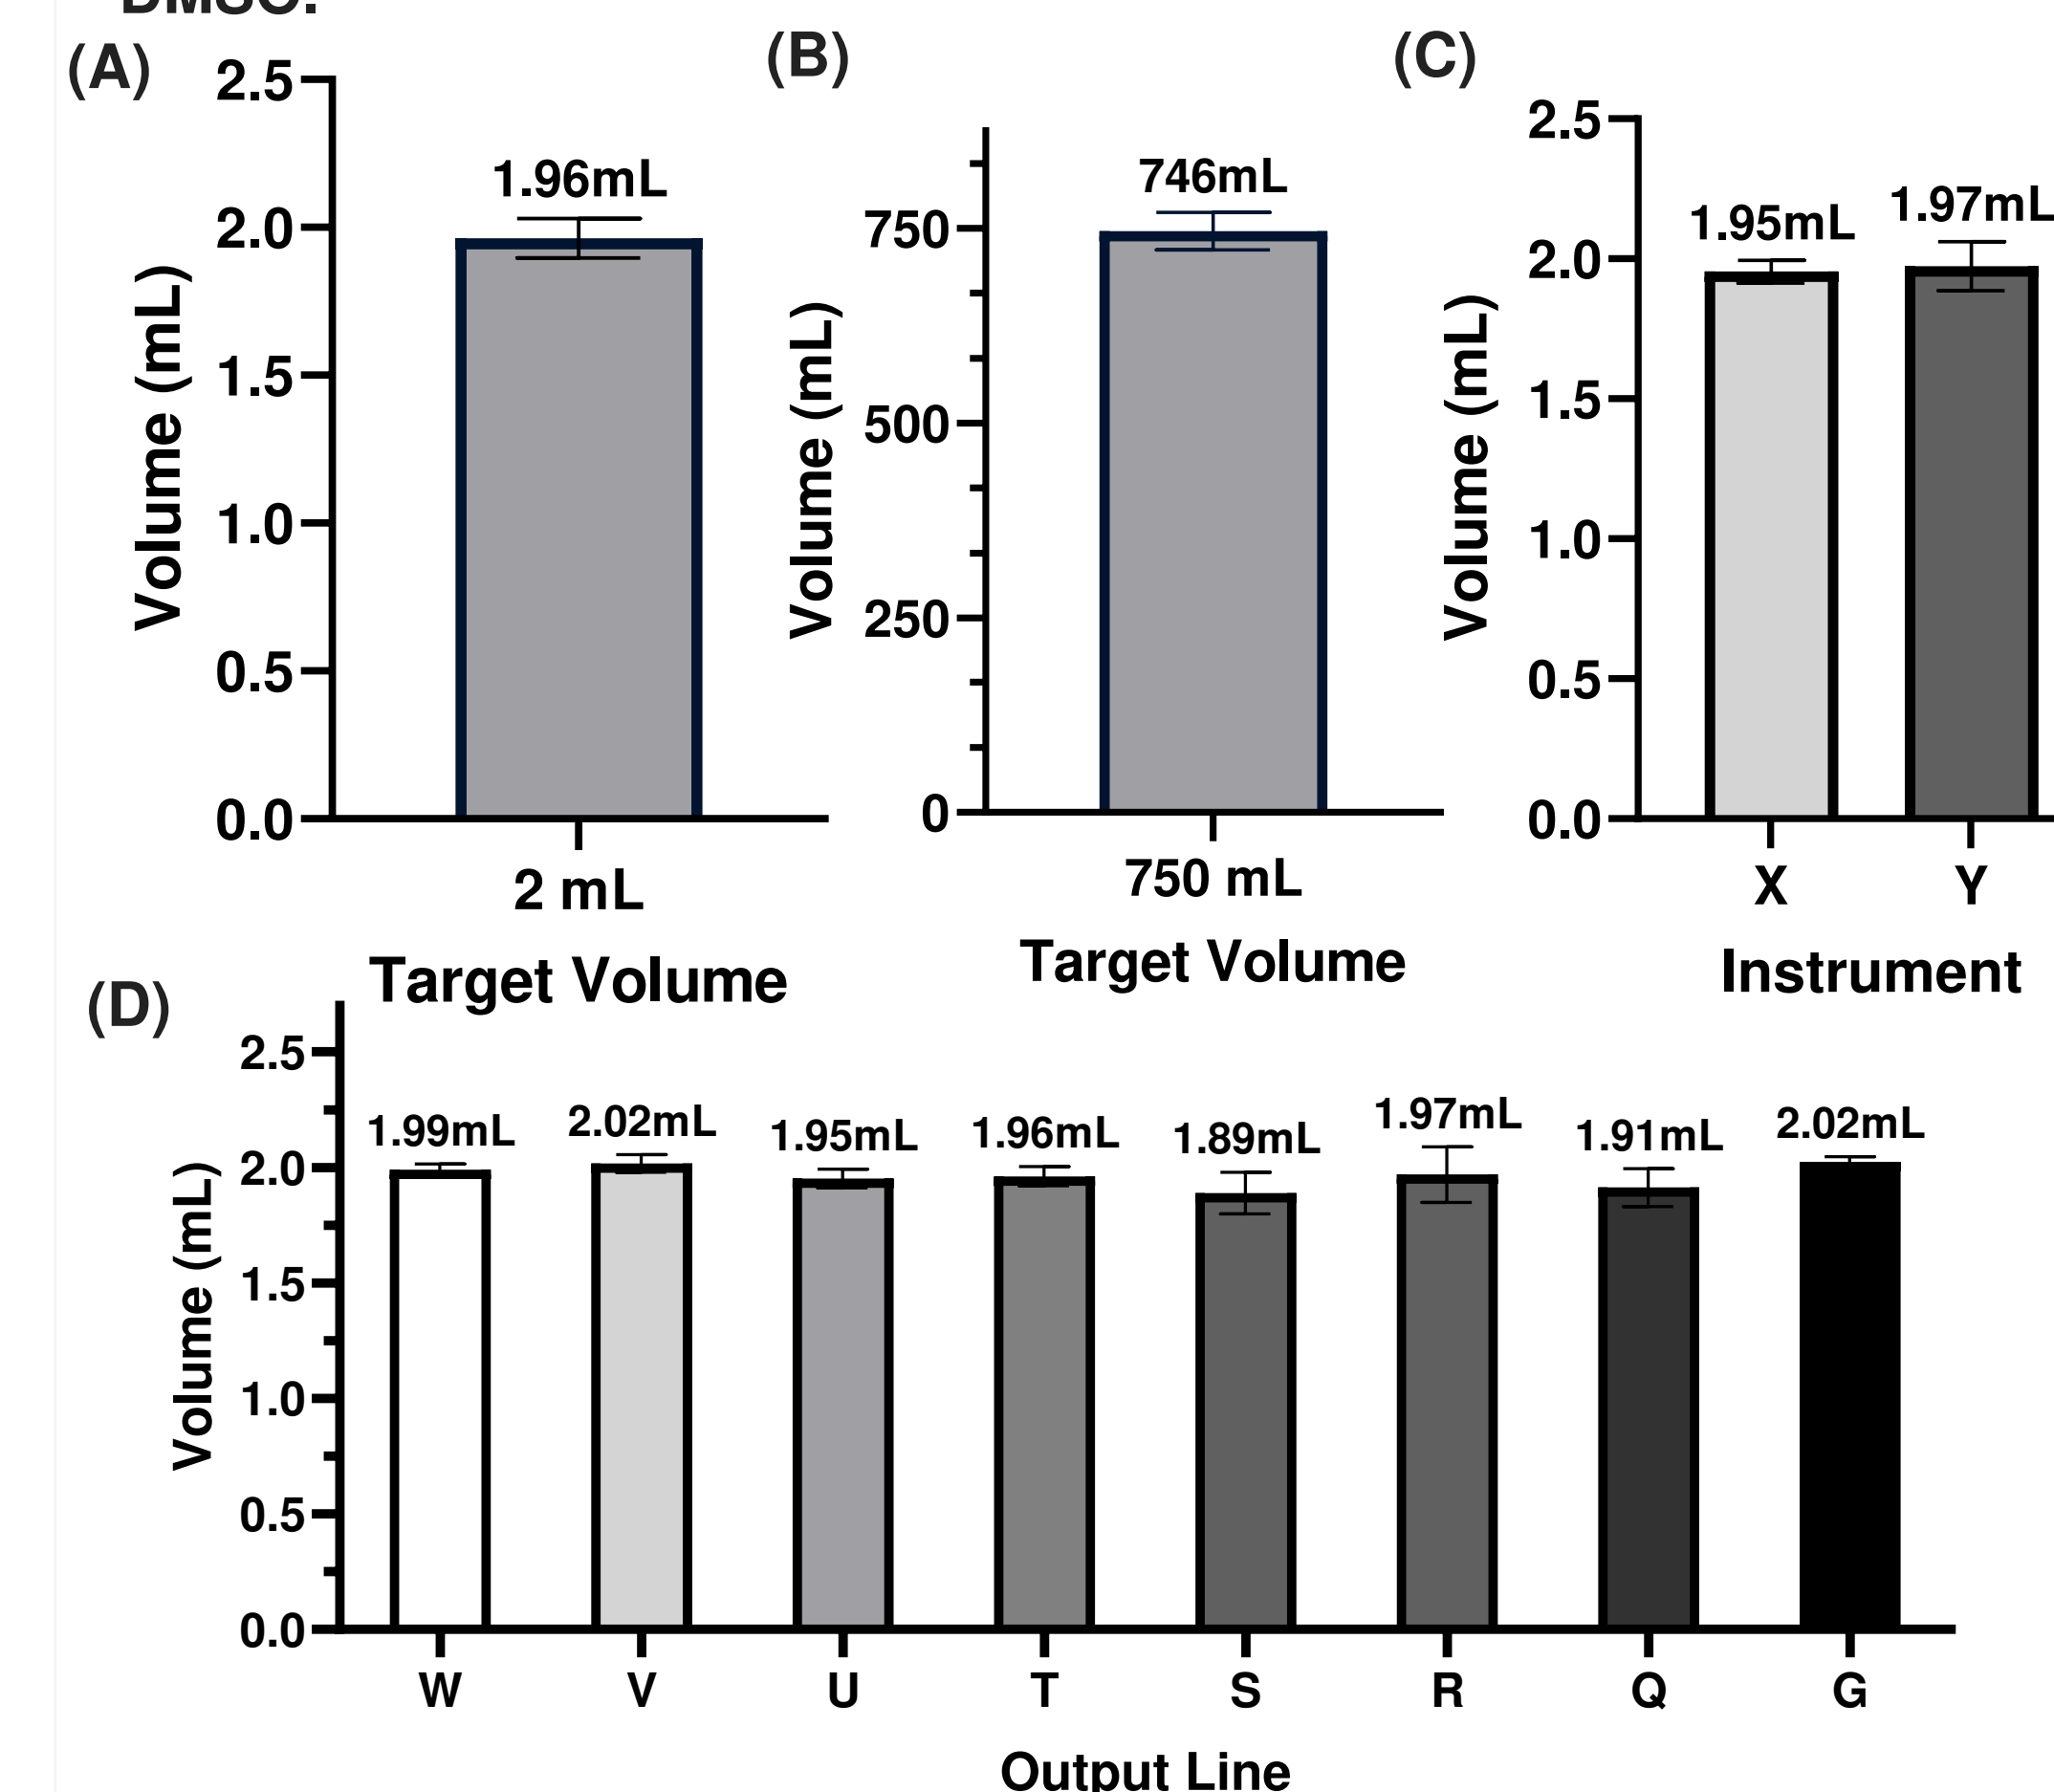 DMSO.
(A)
2.5
2.0
1.5
1.0
0.5
0.0
Volume (mL)
1.96mL
2 mL
Target Volume
(B)
750
500
250
0
Volume (mL)
746mL
750 mL
Target Volume
(C)
2.5
2.0
1.5
1.0
0.5
0.0
Volume (mL)
1.95mL
1.97mL
X
Y
Instrument
(D)
2.5
2.0
1.5
1.0
0.5
0.0
Volume (mL)
1.99mL
2.02mL
1.95mL
1.96mL
1.89mL
1.97mL
1.91mL
2.02mL
W
V
U
T
S
R
Q
G
Output Line